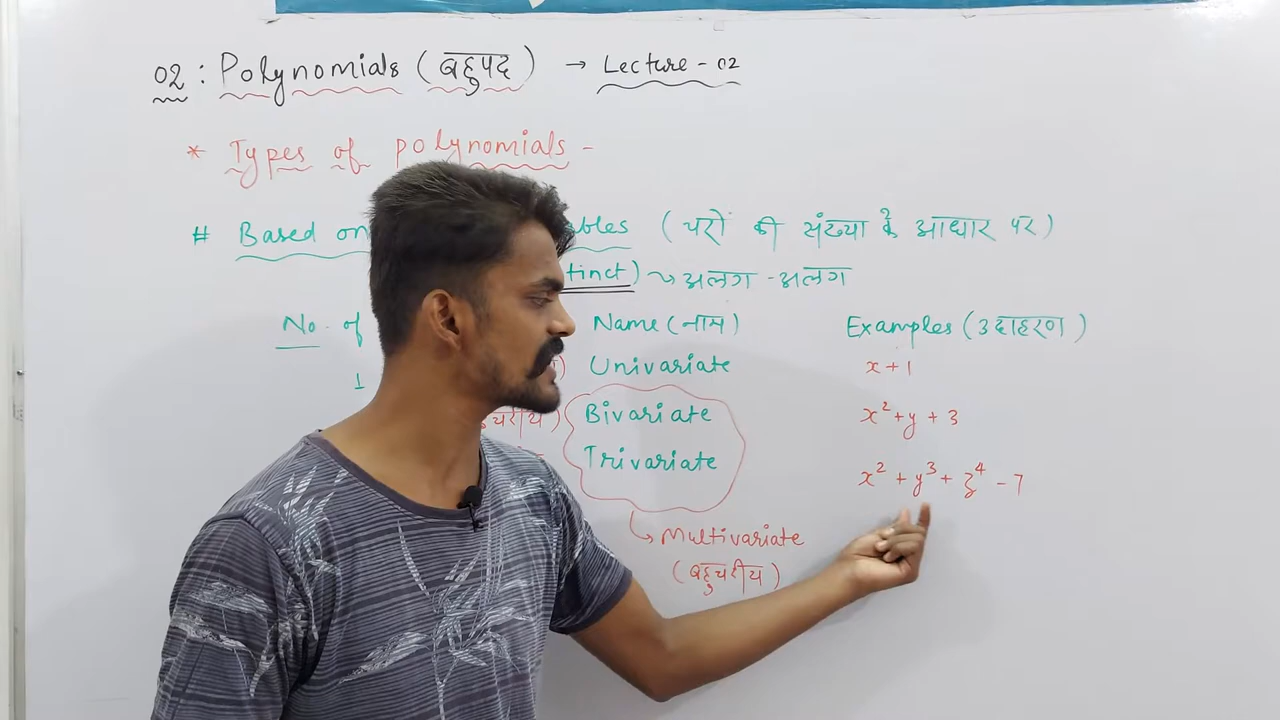 02 : Polynomials (बहुपद) → Lecture - 02
* Types of polynomials -
# Based on ables (चरों की संख्या के आधार पर)
tinct) ↝ अलग - अलग
No. of Name (नाम) Examples (उदाहरण)
1 ) Univariate x + 1
चरीय) Bivariate x² + y + 3
Trivariate x² + y³ + z⁴ - 7
Multivariate
(बहुचरीय)